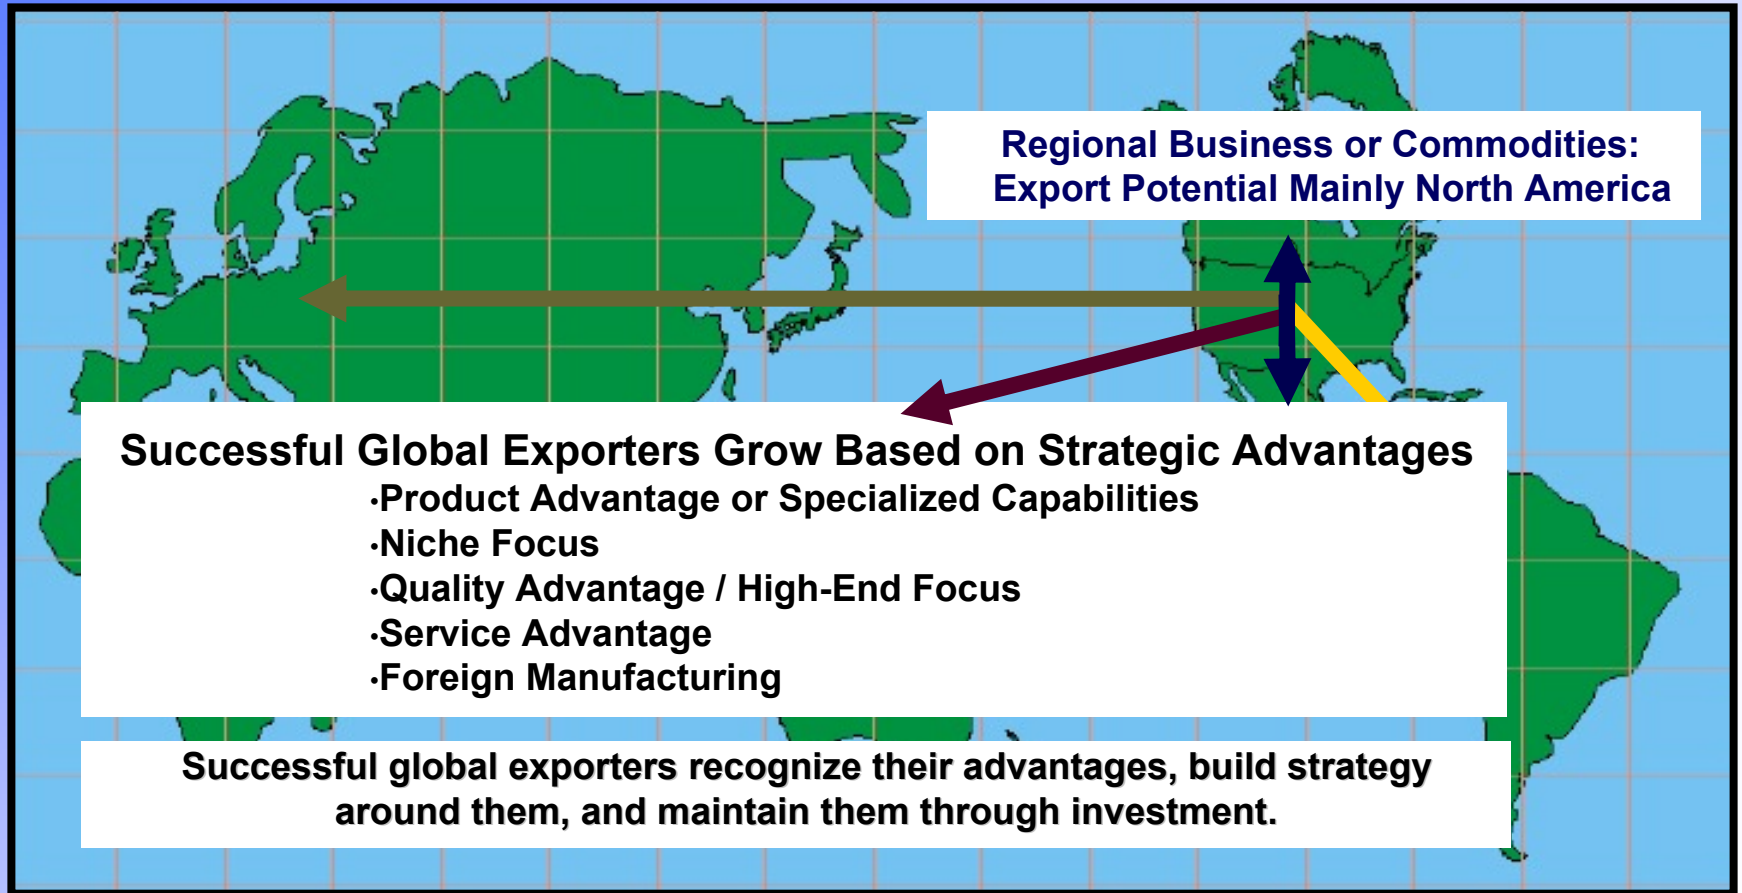 Regional Business or Commodities:
Export Potential Mainly North America
Successful Global Exporters Grow Based on Strategic Advantages
•Product Advantage or Specialized Capabilities
•Niche Focus
•Quality Advantage / High-End Focus
•Service Advantage
•Foreign Manufacturing
Successful global exporters recognize their advantages, build strategy
around them, and maintain them through investment.